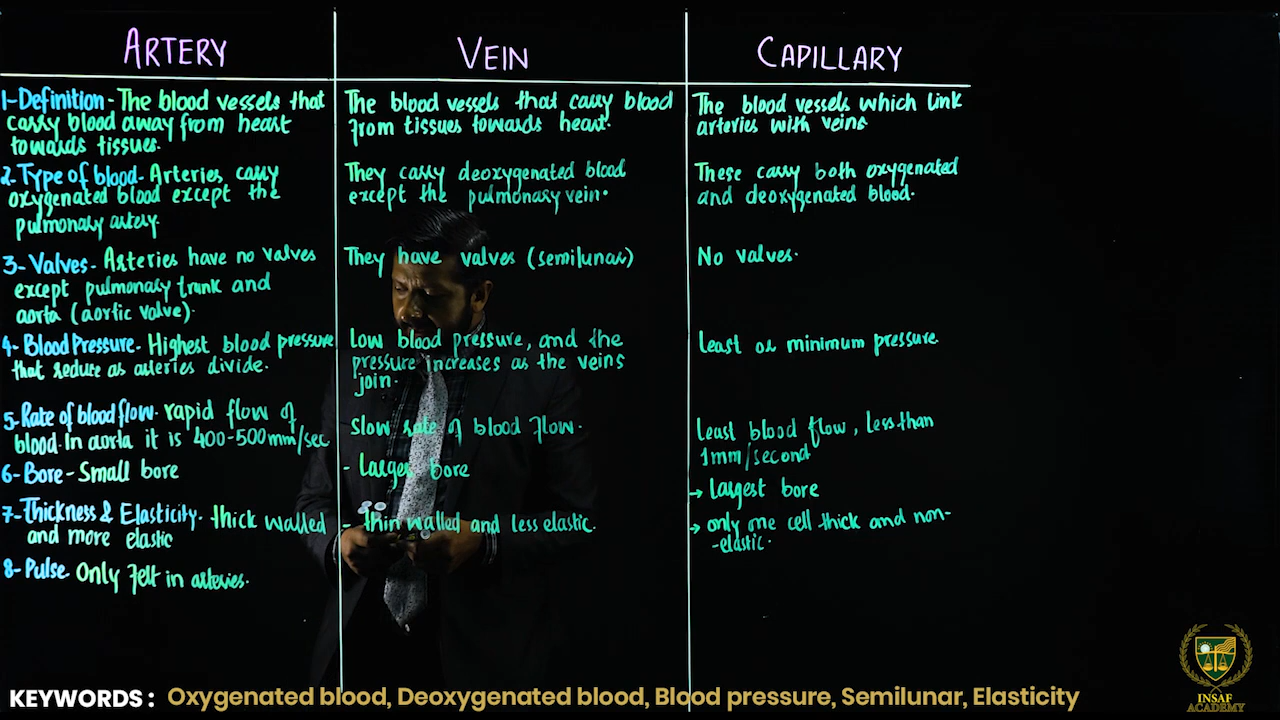 ARTERY
VEIN
CAPILLARY
1-Definition - The blood vessels that
carry blood away from heart
towards tissues.
The blood vessels that carry blood
from tissues towards heart.
The blood vessels which link
arteries with veins
2. Type of blood - Arteries carry
oxygenated blood except the
pulmonary artery.
They carry deoxygenated blood
except the pulmonary vein.
These carry both oxygenated
and deoxygenated blood.
3- Valves - Arteries have no valves
except pulmonary trunk and
aorta (aortic valve).
They have valves (semilunar)
No valves.
4- Blood Pressure - Highest blood pressure
that reduce as arteries divide.
Low blood pressure, and the
pressure increases as the veins
join.
Least or minimum pressure.
5-Rate of blood flow. rapid flow of
blood. In aorta it is 400-500mm/sec
Slow rate of blood flow.
Least blood flow, less than
1mm/second
6- Bore - Small bore
- Larger bore
→ Largest bore
7-Thickness & Elasticity - thick walled
and more elastic
- thin walled and less elastic.
→ only one cell thick and non-
-elastic.
8- Pulse. Only felt in arteries.
KEYWORDS : Oxygenated blood, Deoxygenated blood, Blood pressure, Semilunar, Elasticity
INSAF
ACADEMY